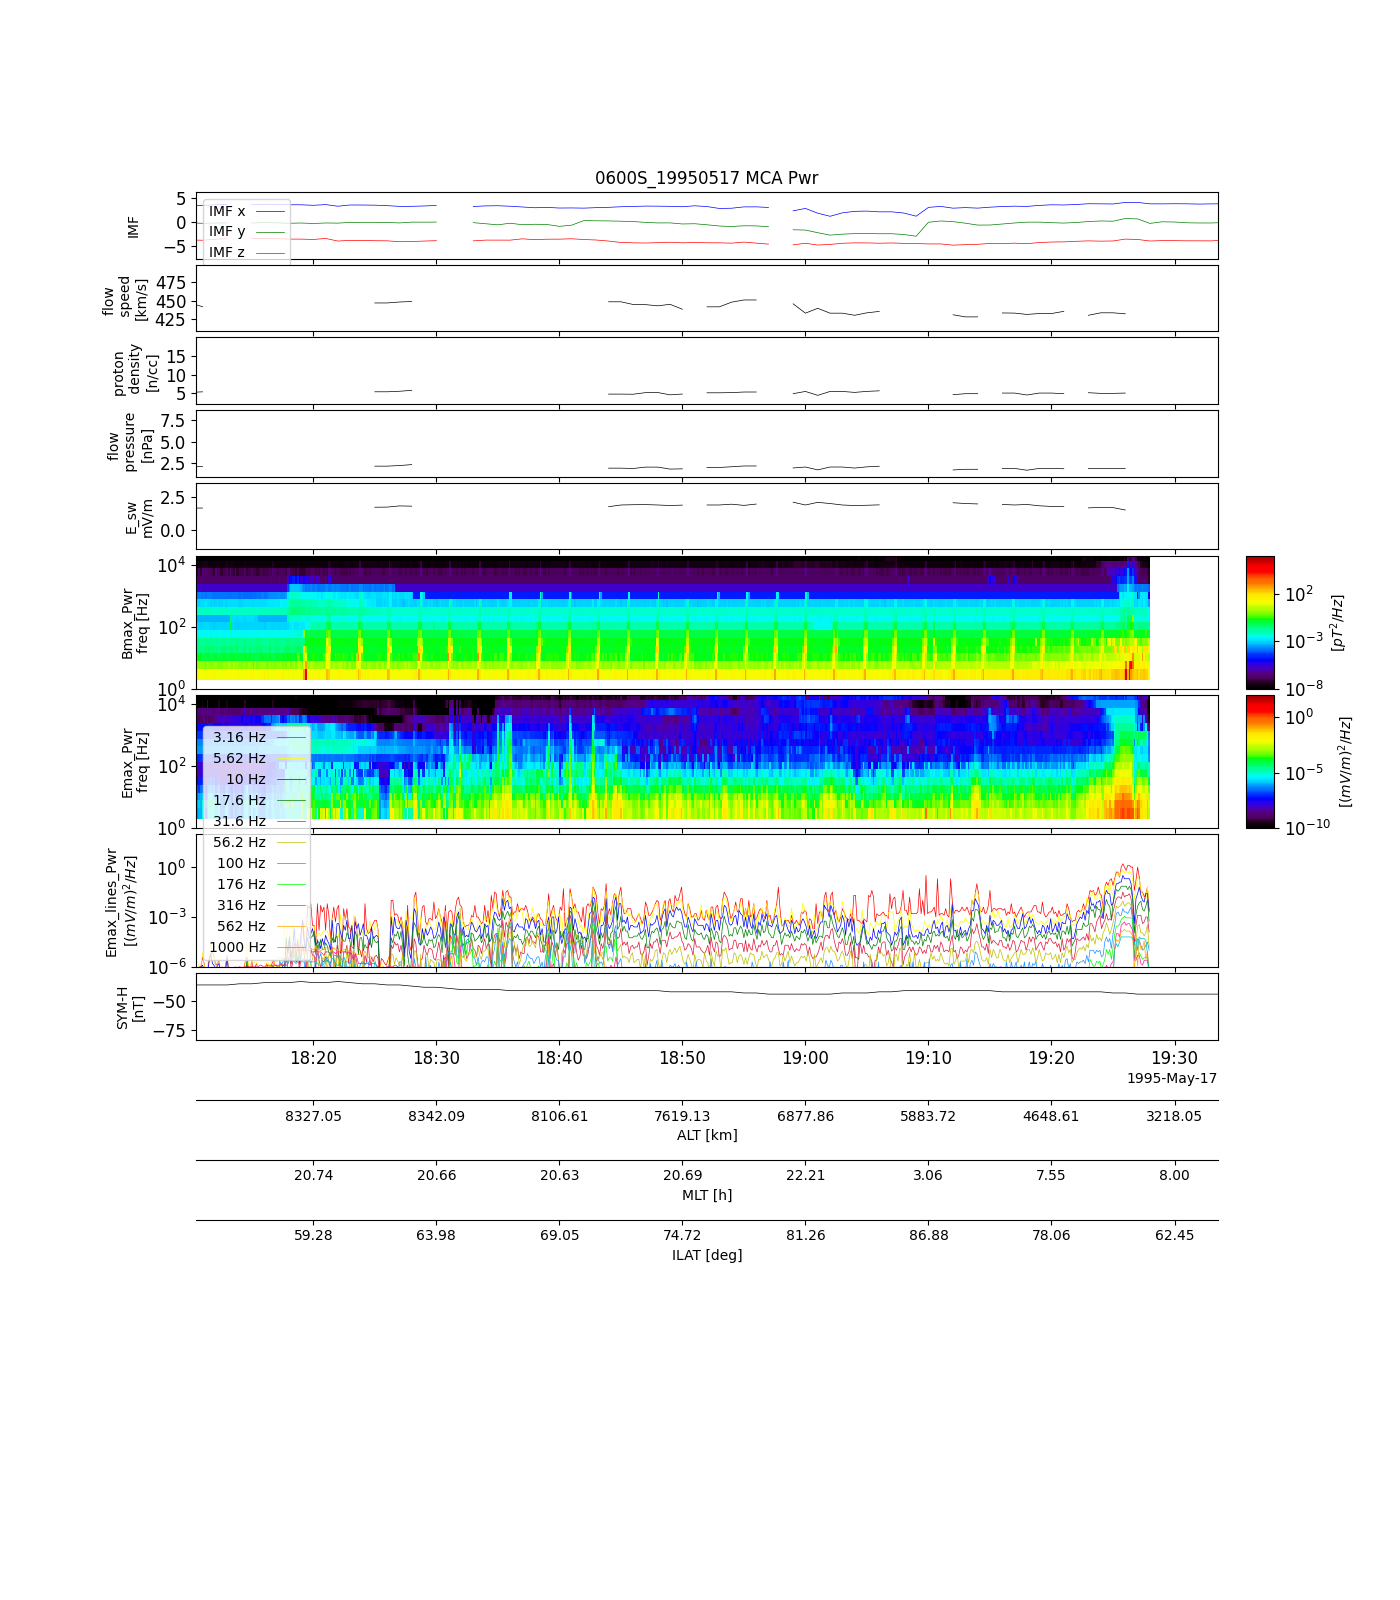 0600S_19950517 MCA Pwr
IMF
5
0
−5
IMF x
IMF y
IMF z
flow
speed
[km/s]
475
450
425
proton
density
[n/cc]
15
10
5
flow
pressure
[nPa]
7.5
5.0
2.5
E_sw
mV/m
2.5
0.0
Bmax_Pwr
freq [Hz]
10^4
10^2
10^0
10^2
10^−3
10^−8
[pT^2/Hz]
Emax_Pwr
freq [Hz]
10^4
10^2
10^0
10^0
10^−5
10^−10
[(mV/m)^2/Hz]
3.16 Hz
5.62 Hz
10 Hz
17.6 Hz
31.6 Hz
56.2 Hz
100 Hz
176 Hz
316 Hz
562 Hz
1000 Hz
Emax_lines_Pwr
[(mV/m)^2/Hz]
10^0
10^−3
10^−6
SYM-H
[nT]
−50
−75
18:20 18:30 18:40 18:50 19:00 19:10 19:20 19:30
1995-May-17
8327.05 8342.09 8106.61 7619.13 6877.86 5883.72 4648.61 3218.05
ALT [km]
20.74 20.66 20.63 20.69 22.21 3.06 7.55 8.00
MLT [h]
59.28 63.98 69.05 74.72 81.26 86.88 78.06 62.45
ILAT [deg]